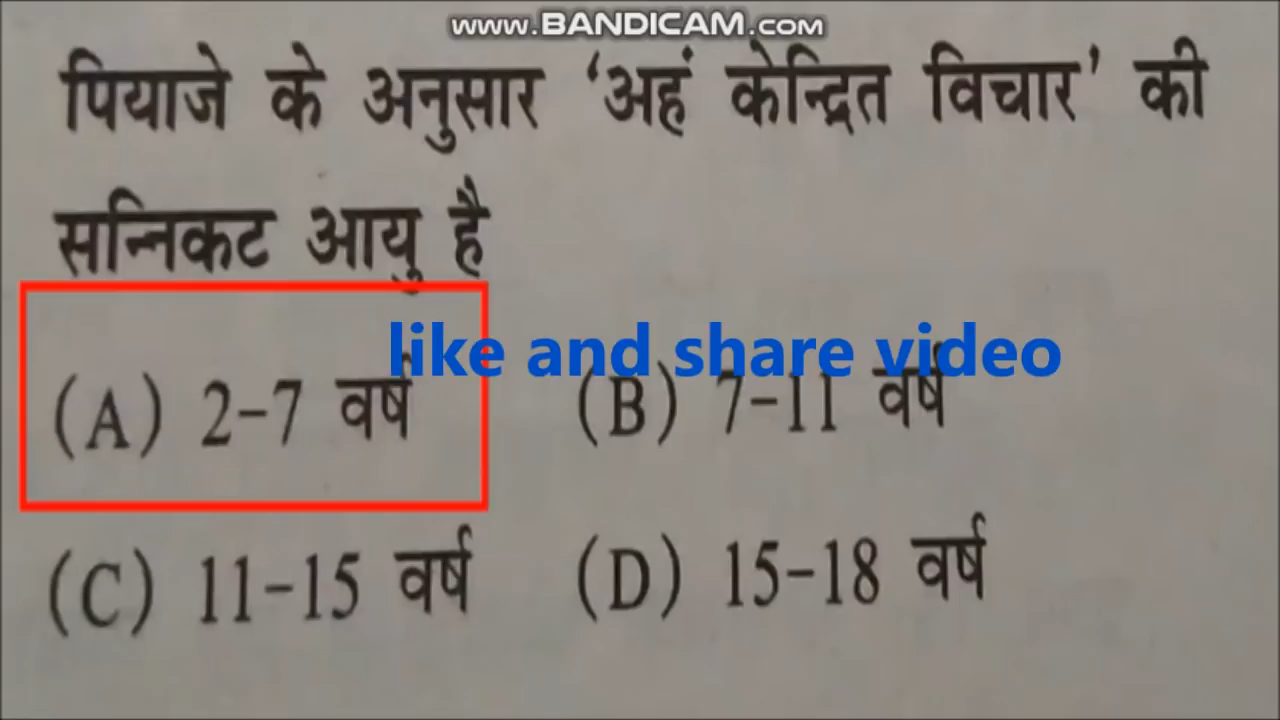 www.BANDICAM.com
पियाजे के अनुसार ‘अहं केन्द्रित विचार’ की
सन्निकट आयु है
like and share video
(A) 2–7 वर्ष (B) 7–11 वर्ष
(C) 11–15 वर्ष (D) 15–18 वर्ष